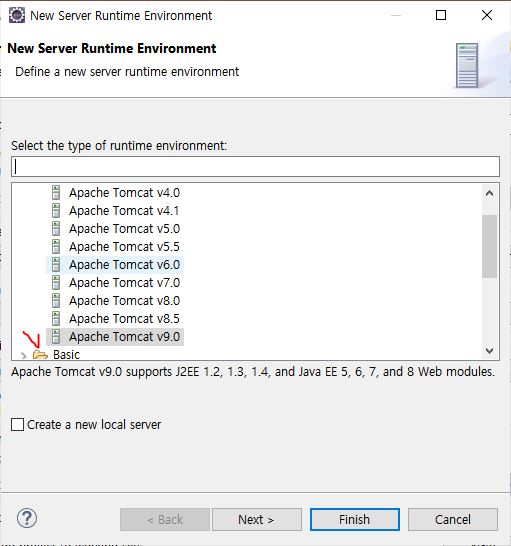 New Server Runtime Environment
New Server Runtime Environment
Define a new server runtime environment
Select the type of runtime environment:
Apache Tomcat v4.0
Apache Tomcat v4.1
Apache Tomcat v5.0
Apache Tomcat v5.5
Apache Tomcat v6.0
Apache Tomcat v7.0
Apache Tomcat v8.0
Apache Tomcat v8.5
Apache Tomcat v9.0
Basic
Apache Tomcat v9.0 supports J2EE 1.2, 1.3, 1.4, and Java EE 5, 6, 7, and 8 Web modules.
Create a new local server
? < Back Next > Finish Cancel